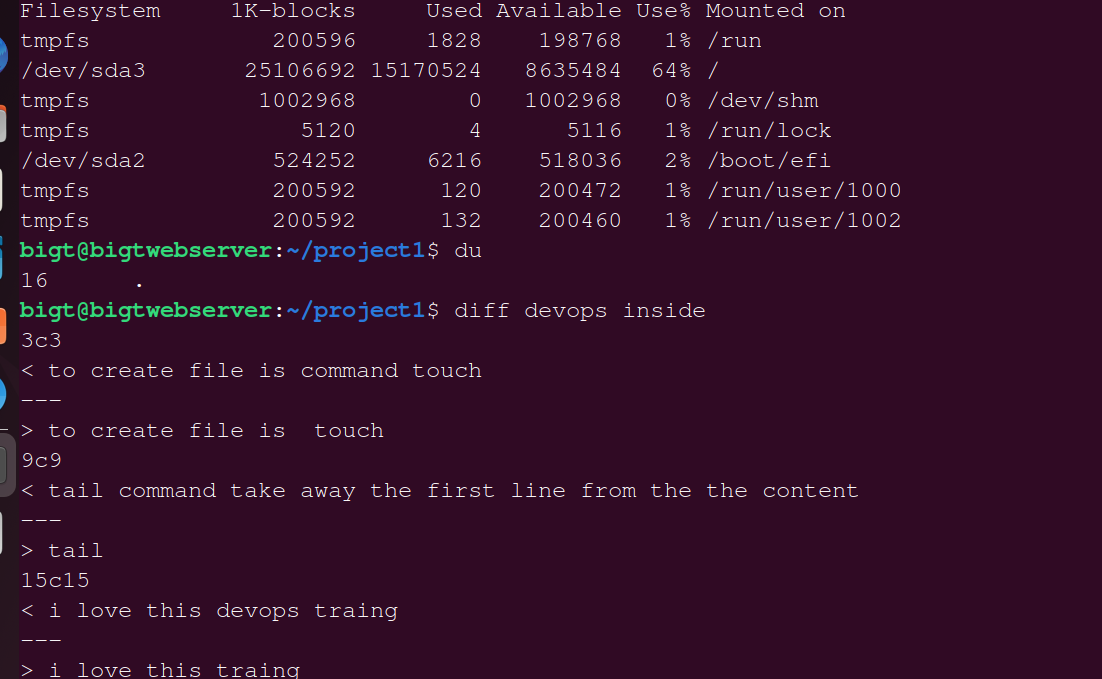 Filesystem     1K-blocks     Used Available Use% Mounted on
tmpfs             200596     1828    198768   1% /run
/dev/sda3       25106692 15170524   8635484  64% /
tmpfs            1002968        0   1002968   0% /dev/shm
tmpfs               5120        4      5116   1% /run/lock
/dev/sda2         524252     6216    518036   2% /boot/efi
tmpfs             200592      120    200472   1% /run/user/1000
tmpfs             200592      132    200460   1% /run/user/1002
bigt@bigtwebserver:~/project1$ du
16      .
bigt@bigtwebserver:~/project1$ diff devops inside
3c3
< to create file is command touch
---
> to create file is  touch
9c9
< tail command take away the first line from the the content
---
> tail
15c15
< i love this devops traing
---
> i love this traing